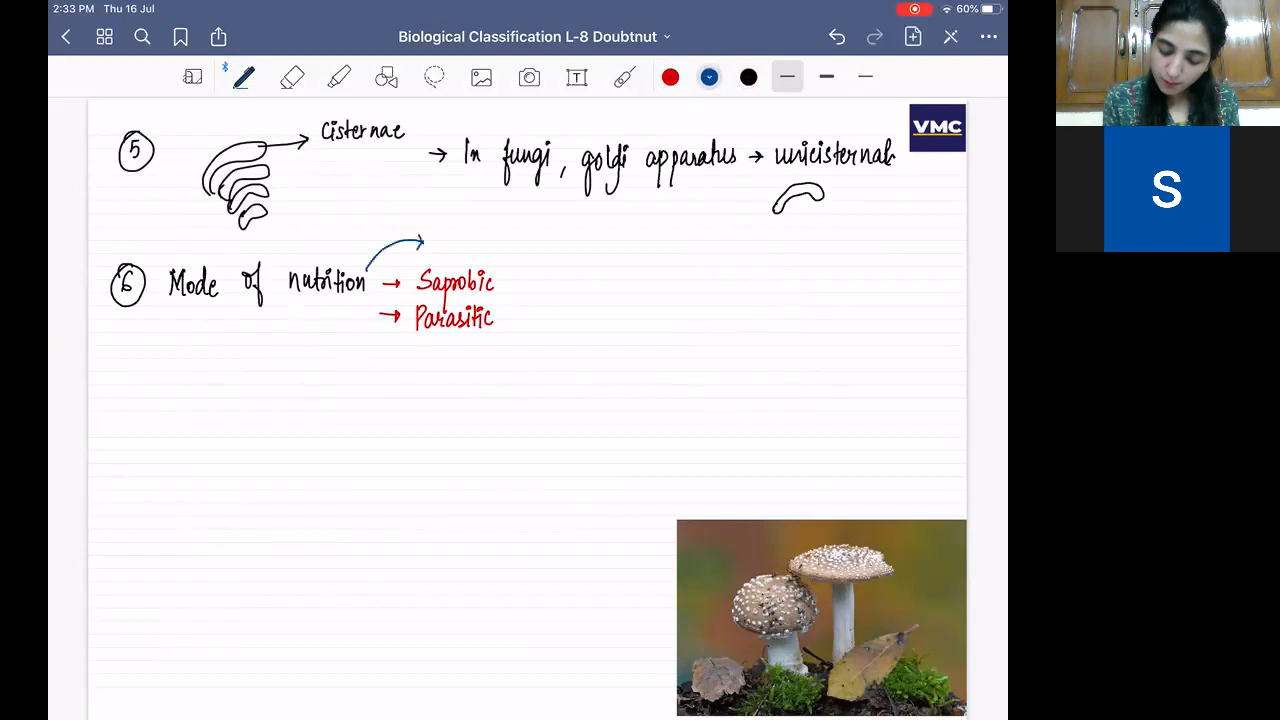 2:33 PM Thu 16 Jul
60%
Biological Classification L-8 Doubtnut
T
VMC
5 Cisternae
→ In fungi, golgi apparatus → unicisternal
6 Mode of nutrition → Saprobic
→ Parasitic
S